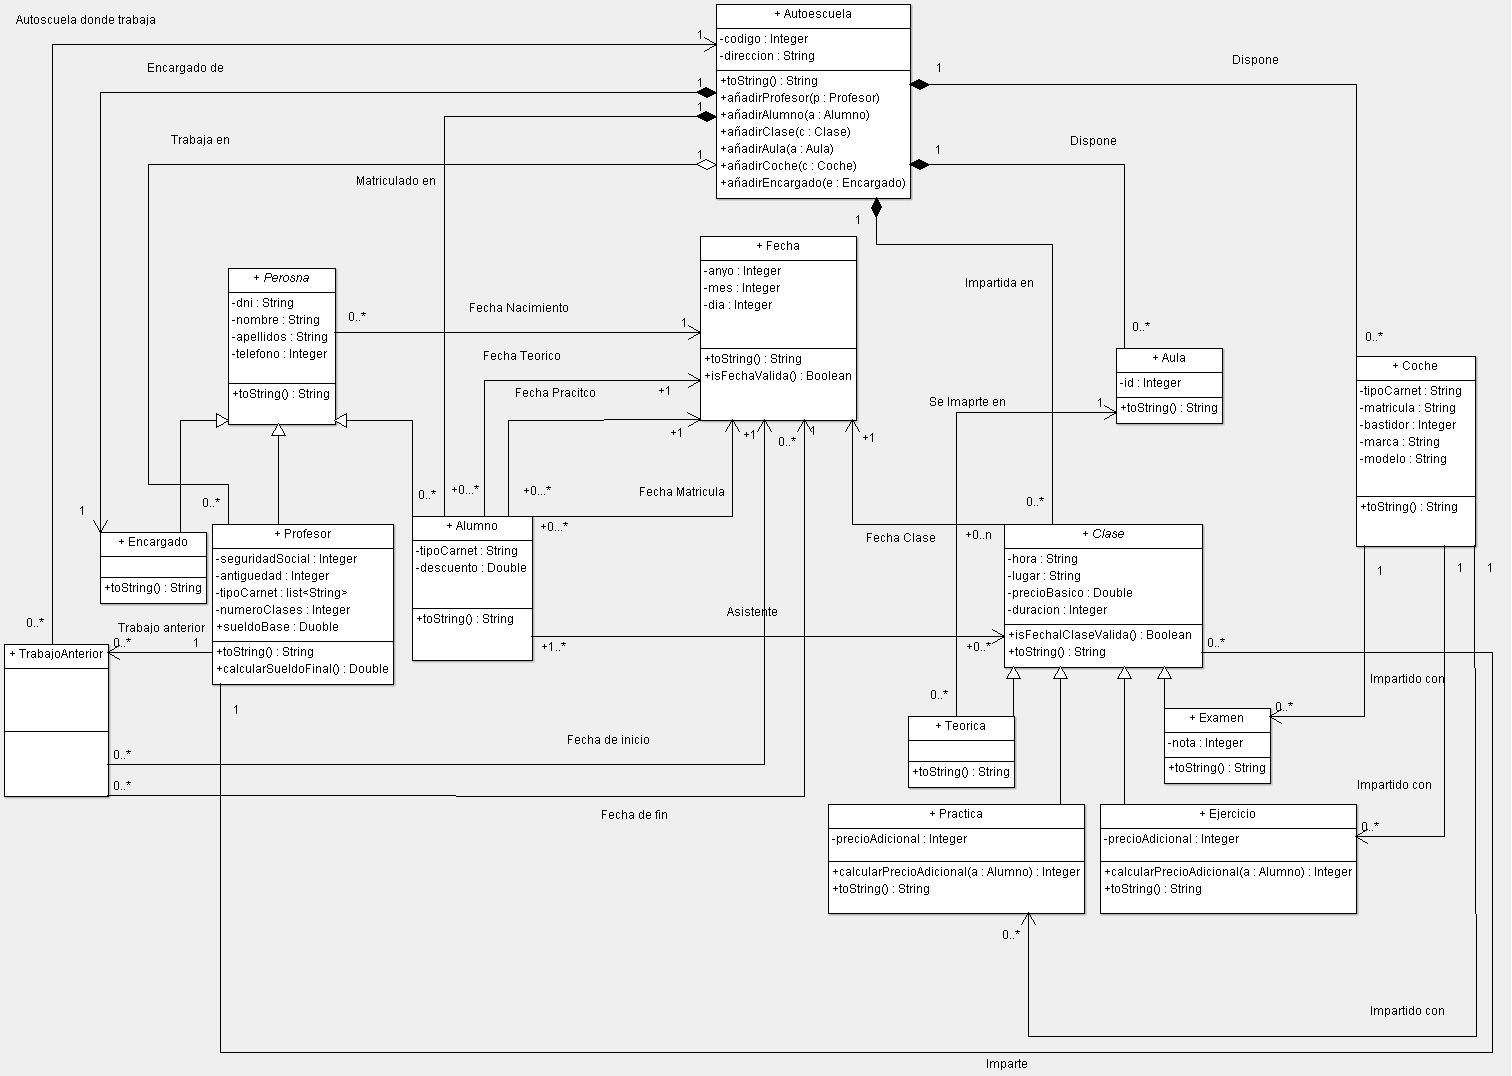 Autoscuela donde trabaja
+ Autoescuela
-codigo : Integer
-direccion : String
+toString() : String
+añadirProfesor(p : Profesor)
+añadirAlumno(a : Alumno)
+añadirClase(c : Clase)
+añadirAula(a : Aula)
+añadirCoche(c : Coche)
+añadirEncargado(e : Encargado)
1
Encargado de
1
1
Trabaja en
1
Matriculado en
1
Dispone
1
Dispone
1
Impartida en
+ Fecha
-anyo : Integer
-mes : Integer
-dia : Integer
+toString() : String
+isFechaValida() : Boolean
+ Perosna
-dni : String
-nombre : String
-apellidos : String
-telefono : Integer
+toString() : String
0..*
Fecha Nacimiento
1
Fecha Teorico
+1
Fecha Pracitco
+1
+1
0..*
1
+1
0..*
+ Aula
-id : Integer
+toString() : String
Se Imaprte en
1
0..*
+ Coche
-tipoCarnet : String
-matricula : String
-bastidor : Integer
-marca : String
-modelo : String
+toString() : String
1
0..*
0..*
+0...*
+0...*
Fecha Matricula
+0...*
0..*
Fecha Clase
+0..n
+ Encargado
+toString() : String
+ Profesor
-seguridadSocial : Integer
-antiguedad : Integer
-tipoCarnet : list<String>
-numeroClases : Integer
+sueldoBase : Duoble
+toString() : String
+calcularSueldoFinal() : Double
+ Alumno
-tipoCarnet : String
-descuento : Double
+toString() : String
+ Clase
-hora : String
-lugar : String
-precioBasico : Double
-duracion : Integer
+isFechalClaseValida() : Boolean
+toString() : String
1
1
1
0..*
Trabajo anterior
0..*
1
+ TrabajoAnterior
Asistente
+1..*
+0..*
0..*
Impartido con
0..*
1
0..*
Fecha de inicio
0..*
0..*
Fecha de fin
+ Teorica
+toString() : String
+ Examen
-nota : Integer
+toString() : String
Impartido con
0..*
+ Practica
-precioAdicional : Integer
+calcularPrecioAdicional(a : Alumno) : Integer
+toString() : String
+ Ejercicio
-precioAdicional : Integer
+calcularPrecioAdicional(a : Alumno) : Integer
+toString() : String
0..*
Impartido con
Imparte